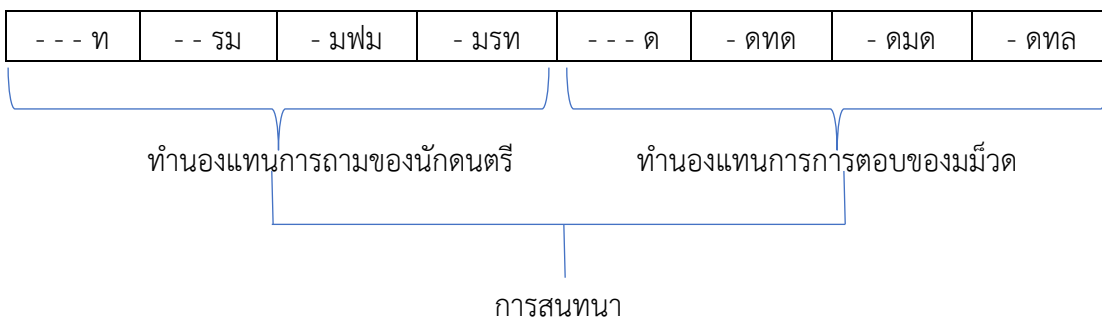 - - - ท - - รม - มฟม - มรท - - - ด - ดทด - ดมด - ดทล
ทำนองแทนการถามของนักดนตรี ทำนองแทนการการตอบของมม็วด
การสนทนา